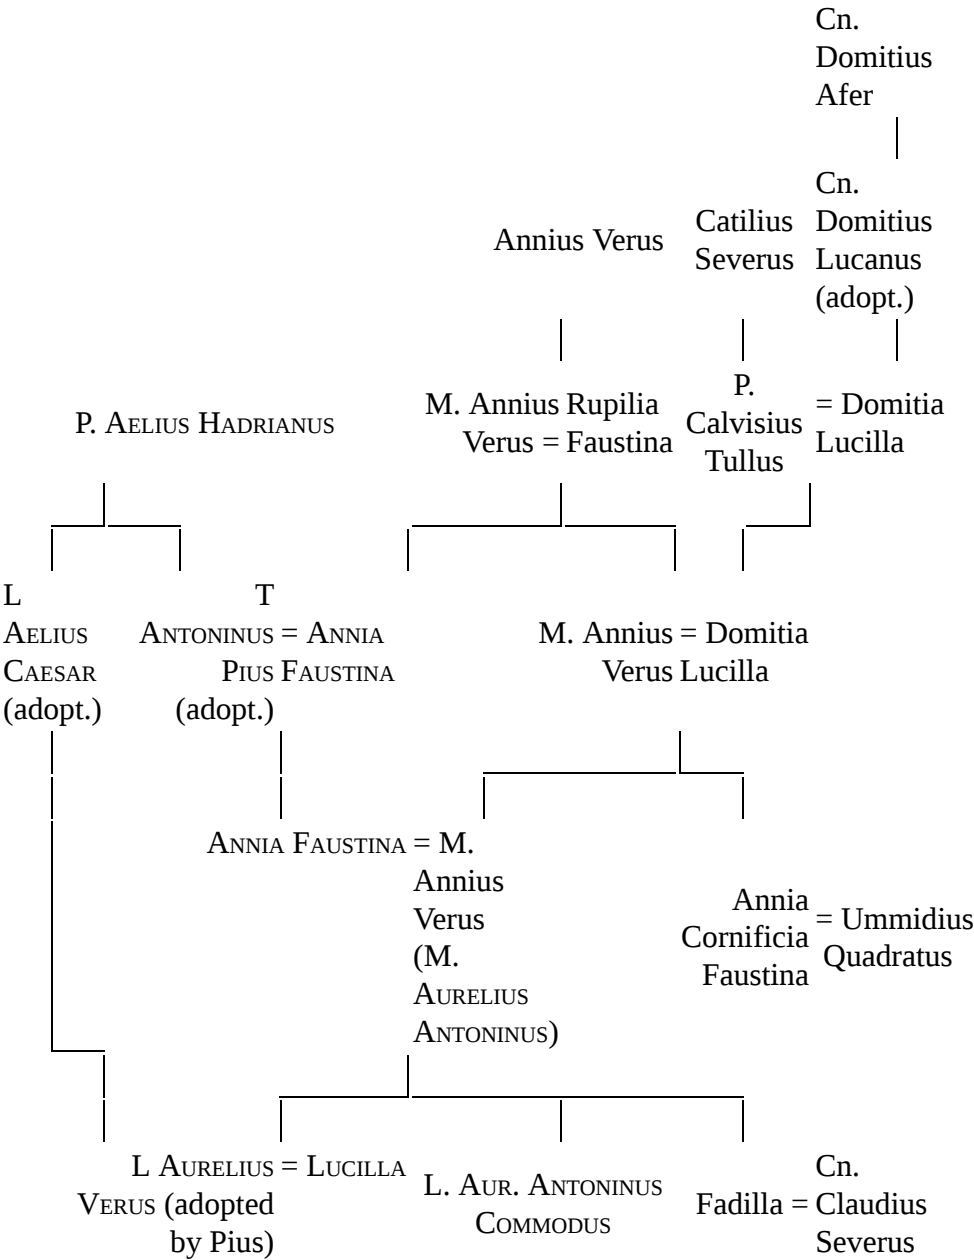 Cn.
Domitius
Afer
Annius Verus
Catilius
Severus
Cn.
Domitius
Lucanus
(adopt.)
P. AELIUS HADRIANUS
M. Annius
Verus =
Rupilia
Faustina
P.
Calvisius
Tullus
= Domitia
Lucilla
L
AELIUS
CAESAR
(adopt.)
T
ANTONINUS
PIUS
(adopt.)
= ANNIA
FAUSTINA
M. Annius
Verus
= Domitia
Lucilla
ANNIA FAUSTINA
= M.
Annius
Verus
(M.
AURELIUS
ANTONINUS)
Annia
Cornificia
Faustina
= Ummidius
Quadratus
L AURELIUS
VERUS (adopted
by Pius)
= LUCILLA
L. AUR. ANTONINUS
COMMODUS
Fadilla =
Cn.
Claudius
Severus